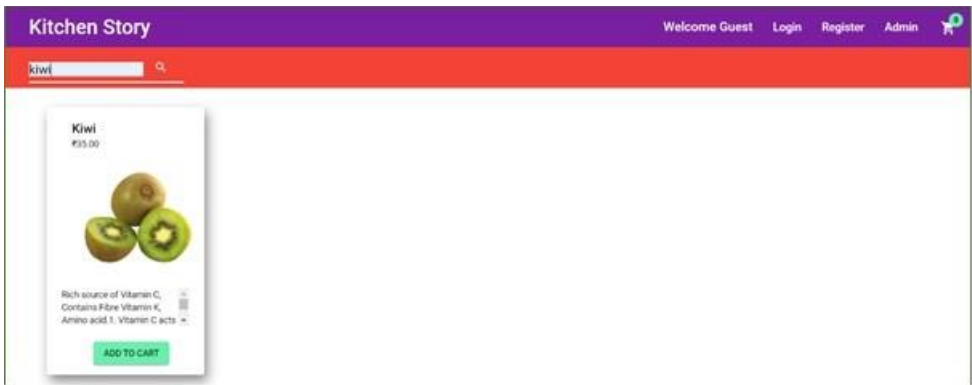 Kitchen Story
Welcome Guest Login Register Admin 0
kiwi
Kiwi
₹35.00
Rich source of Vitamin C,
Contains Fibre Vitamin K,
Amino acid.1. Vitamin C acts
ADD TO CART